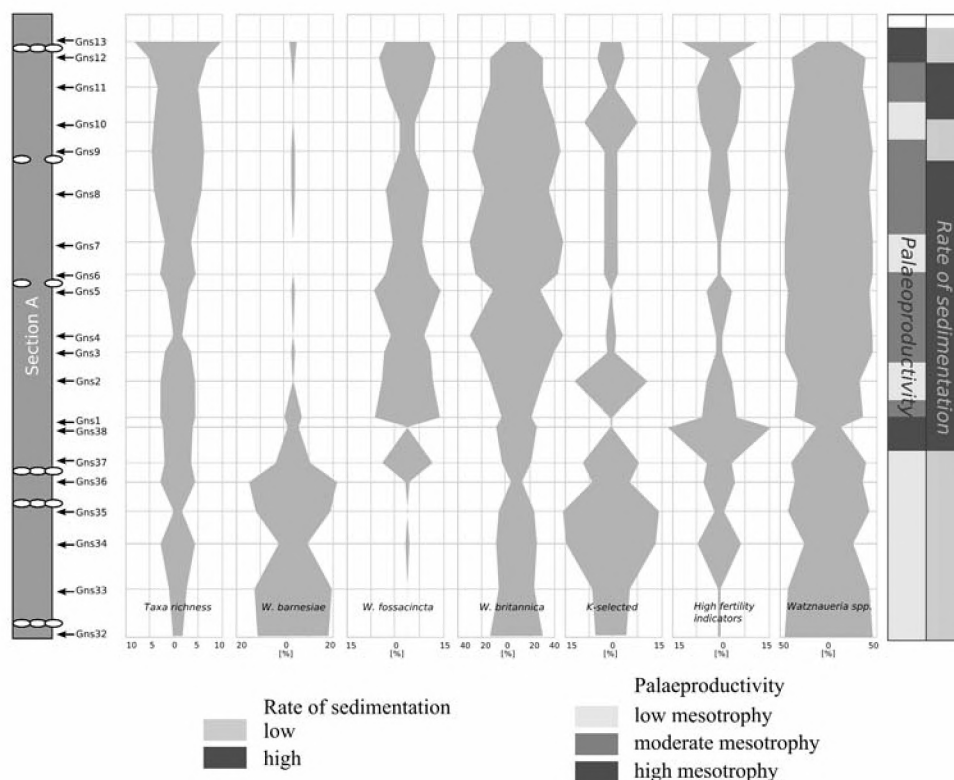 Gns13
Gns12
Gns11
Gns10
Gns9
Gns8
Gns7
Gns6
Gns5
Gns4
Gns3
Gns2
Gns1
Gns38
Gns37
Gns36
Gns35
Gns34
Gns33
Gns32
Section A
Taxa richness
W. barnesiae
W. fossacincta
W. britannica
K-selected
High fertility
indicators
Watznaueria spp.
Palaeoproductivity
Rate of sedimentation
10 5 0 5 10
20 0 20
[%]
15 0 15
[%]
40 20 0 20 40
[%]
15 0 15
[%]
15 0 15
[%]
50 0 50
[%]
Rate of sedimentation
low
high
Palaeproductivity
low mesotrophy
moderate mesotrophy
high mesotrophy